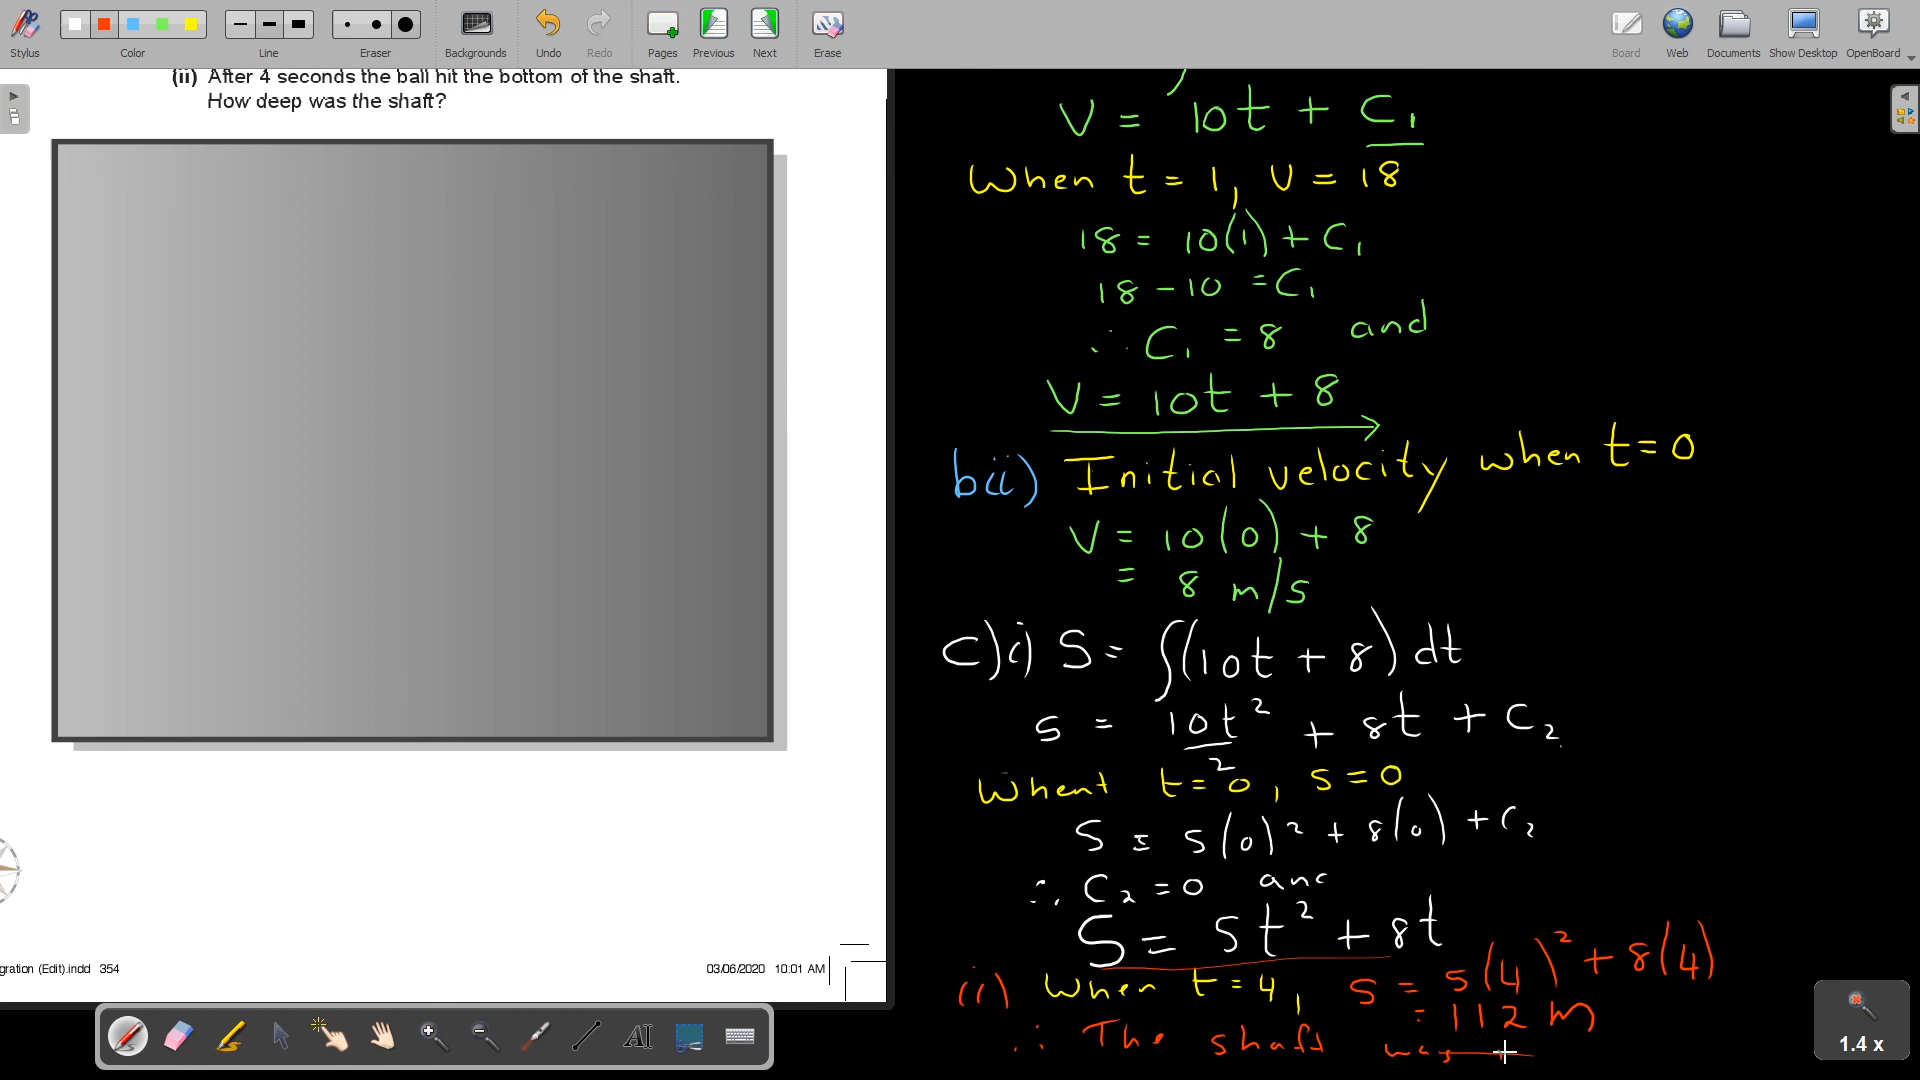 Stylus
Color
Line
Eraser
Backgrounds
Undo
Redo
Pages
Previous
Next
Erase
Board
Web
Documents
Show Desktop
OpenBoard
(ii) After 4 seconds the ball hit the bottom of the shaft.
How deep was the shaft?
gration (Edit).indd 354
03/06/2020 10:01 AM
V = 10t + C₁
When t = 1, V = 18
18 = 10(1) + C₁
18 - 10 = C₁
∴ C₁ = 8 and
V = 10t + 8
bii) Initial velocity when t = 0
V = 10(0) + 8
= 8 m/s
C)i) S = ∫(10t + 8) dt
s = 10t²/2 + 8t + C₂
Whent t = 0, s = 0
S = 5(0)² + 8(0) + C₂
∴ C₂ = 0 and
S = 5t² + 8t
(ii) When t = 4, s = 5(4)² + 8(4)
= 112 m
∴ The shaft was
AI
1.4 x